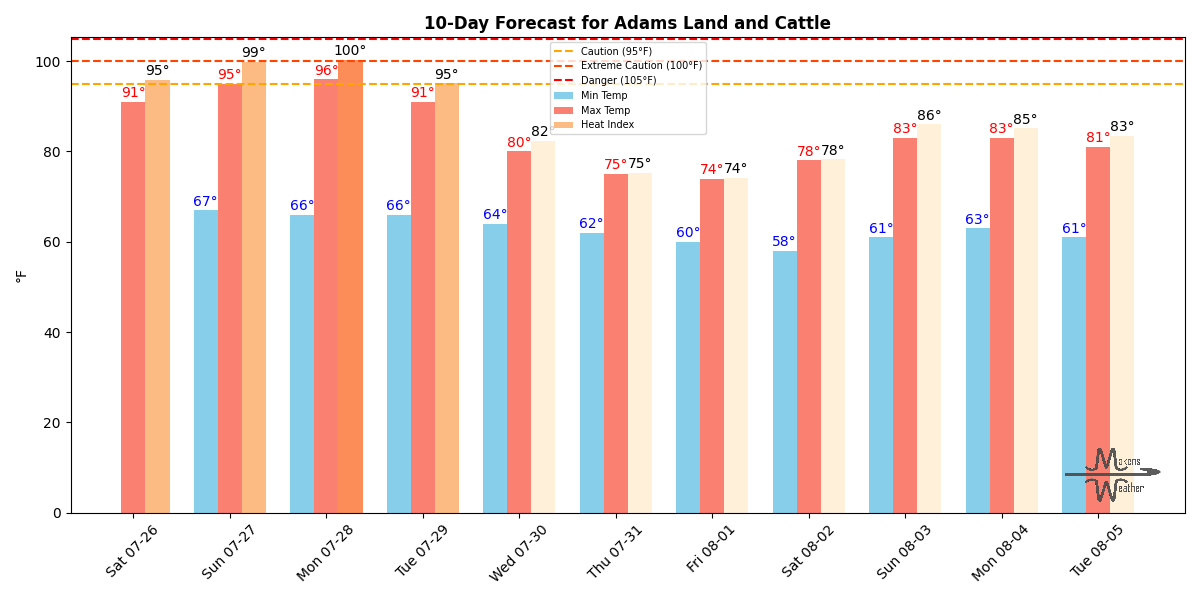 10-Day Forecast for Adams Land and Cattle
Caution (95°F)
Extreme Caution (100°F)
Danger (105°F)
Min Temp
Max Temp
Heat Index
°F
100
80
60
40
20
0
91° 95°
67° 95° 99°
66° 96° 100°
66° 91° 95°
64° 80° 82°
62° 75° 75°
60° 74° 74°
58° 78° 78°
61° 83° 86°
63° 83° 85°
61° 81° 83°
Sat 07-26
Sun 07-27
Mon 07-28
Tue 07-29
Wed 07-30
Thu 07-31
Fri 08-01
Sat 08-02
Sun 08-03
Mon 08-04
Tue 08-05